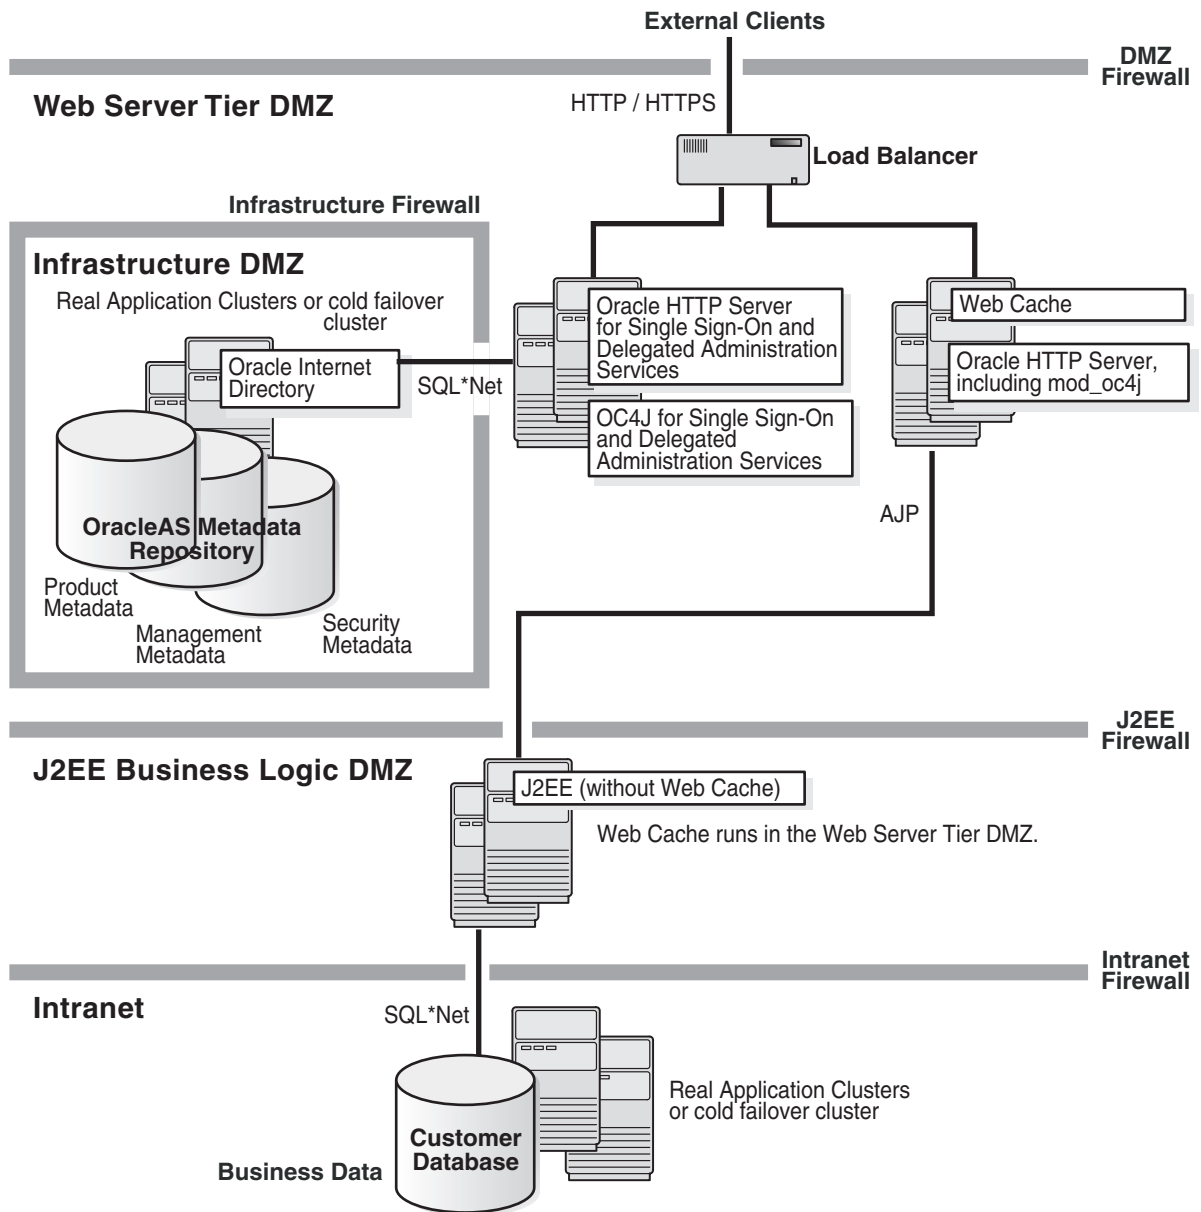 External Clients
DMZ
Firewall
Web Server Tier DMZ
HTTP / HTTPS
Load Balancer
Infrastructure Firewall
Infrastructure DMZ
Real Application Clusters or cold failover
cluster
Oracle Internet
Directory
SQL*Net
Oracle HTTP Server
for Single Sign-On and
Delegated Administration
Services
OC4J for Single Sign-On
and Delegated
Administration Services
Web Cache
Oracle HTTP Server,
including mod_oc4j
AJP
OracleAS Metadata
Repository
Product
Metadata
Management
Metadata
Security
Metadata
J2EE
Firewall
J2EE Business Logic DMZ
J2EE (without Web Cache)
Web Cache runs in the Web Server Tier DMZ.
Intranet
Firewall
Intranet
SQL*Net
Real Application Clusters
or cold failover cluster
Customer
Database
Business Data